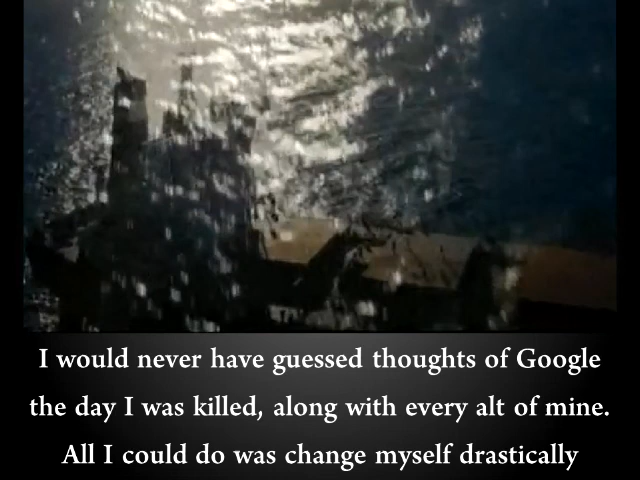 I would never have guessed thoughts of Google
the day I was killed, along with every alt of mine.
All I could do was change myself drastically